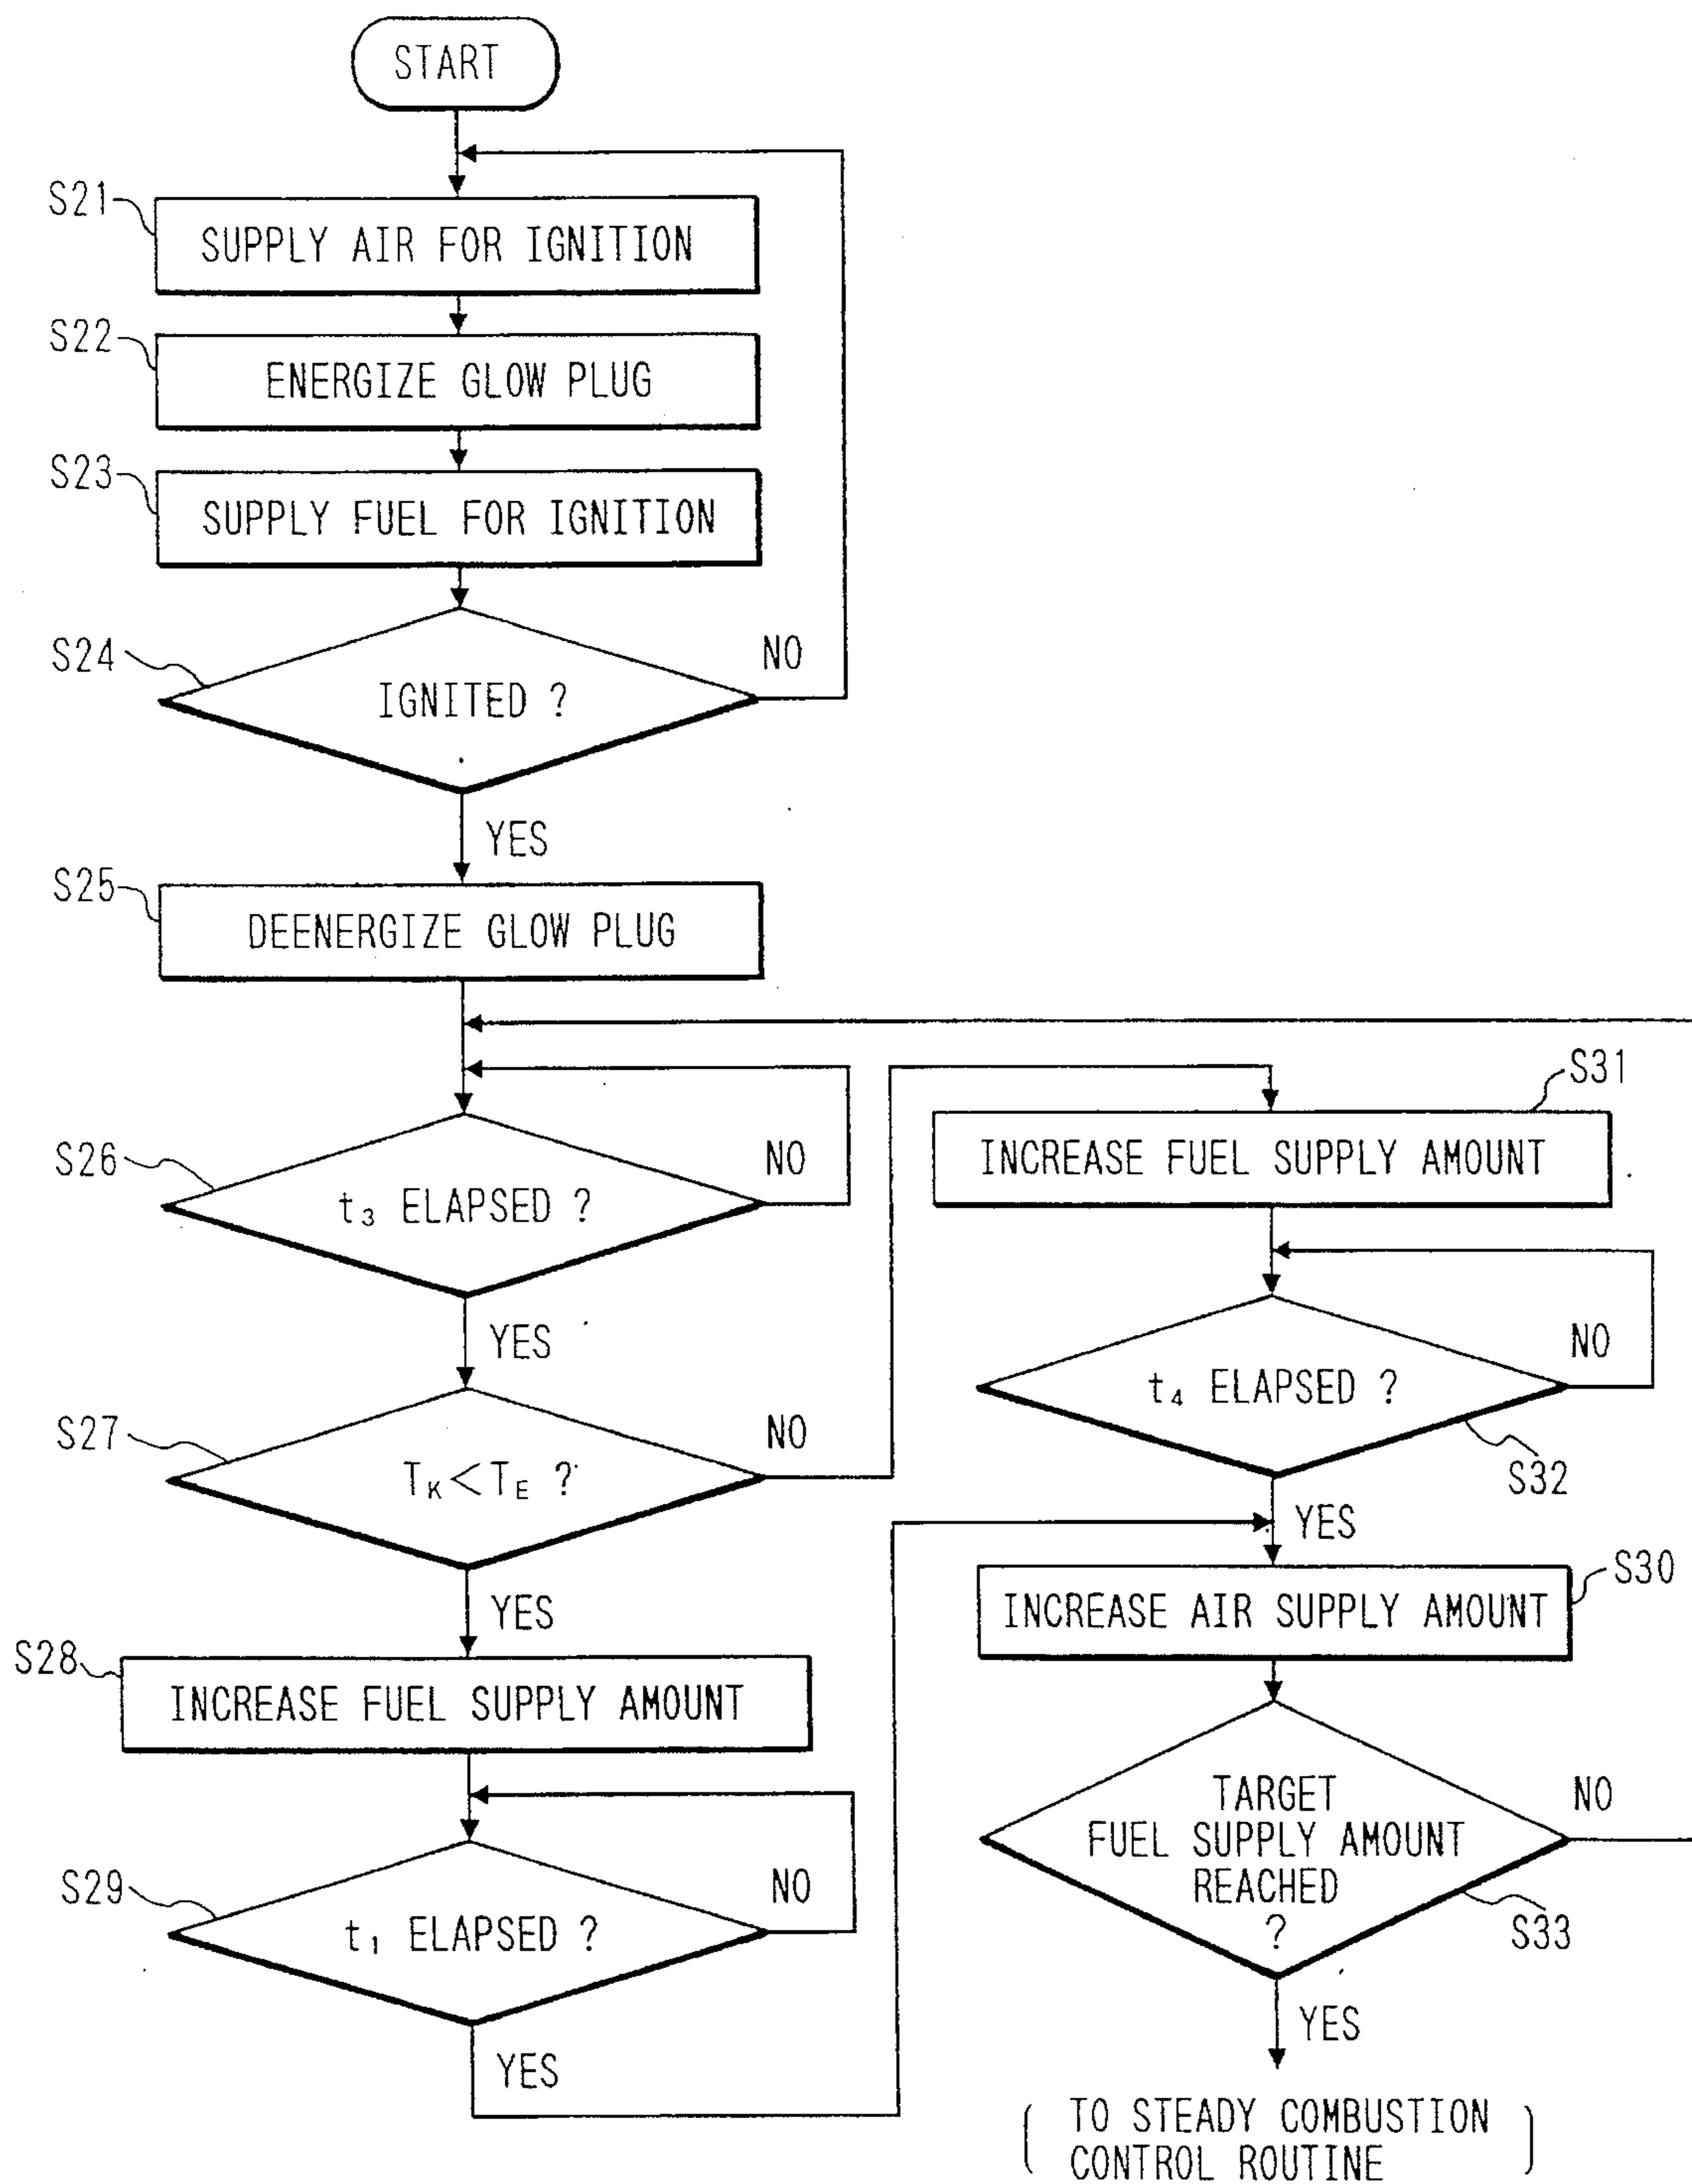 START
S21
SUPPLY AIR FOR IGNITION
S22
ENERGIZE GLOW PLUG
S23
SUPPLY FUEL FOR IGNITION
S24
IGNITED ?
NO
YES
S25
DEENERGIZE GLOW PLUG
S26
t₃ ELAPSED ?
NO
YES
S27
T_K < T_E ?
NO
YES
S28
INCREASE FUEL SUPPLY AMOUNT
S29
t₁ ELAPSED ?
NO
YES
S31
INCREASE FUEL SUPPLY AMOUNT
t₄ ELAPSED ?
NO
S32
YES
S30
INCREASE AIR SUPPLY AMOUNT
TARGET
FUEL SUPPLY AMOUNT
REACHED
?
NO
S33
YES
( TO STEADY COMBUSTION
CONTROL ROUTINE )